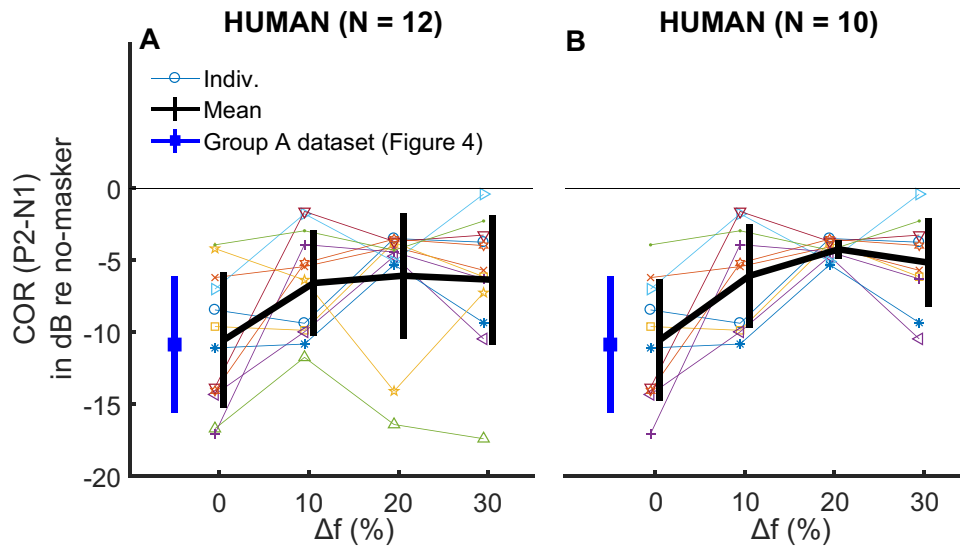 HUMAN (N = 12)
HUMAN (N = 10)
A
B
Indiv.
Mean
Group A dataset (Figure 4)
COR (P2-N1)
in dB re no-masker
0
-5
-10
-15
-20
0 10 20 30
0 10 20 30
Δf (%)
Δf (%)